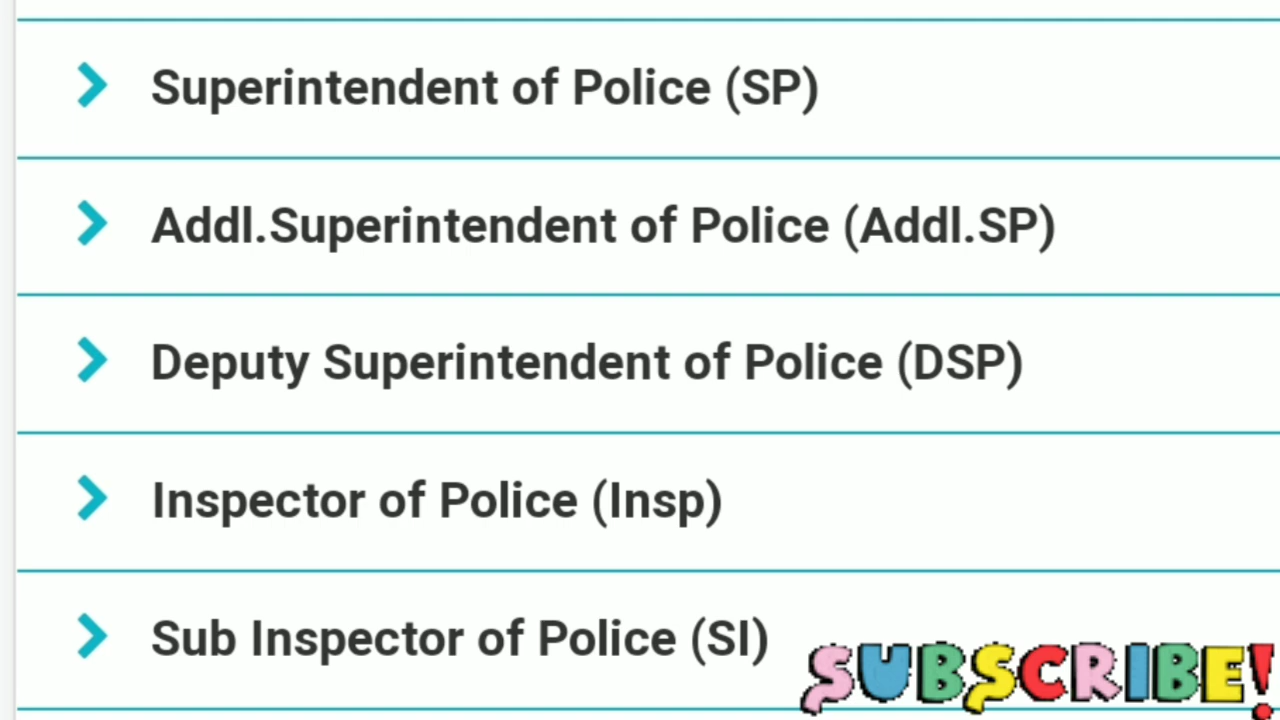 Superintendent of Police (SP)
Addl.Superintendent of Police (Addl.SP)
Deputy Superintendent of Police (DSP)
Inspector of Police (Insp)
Sub Inspector of Police (SI)
SUBSCRIBE!